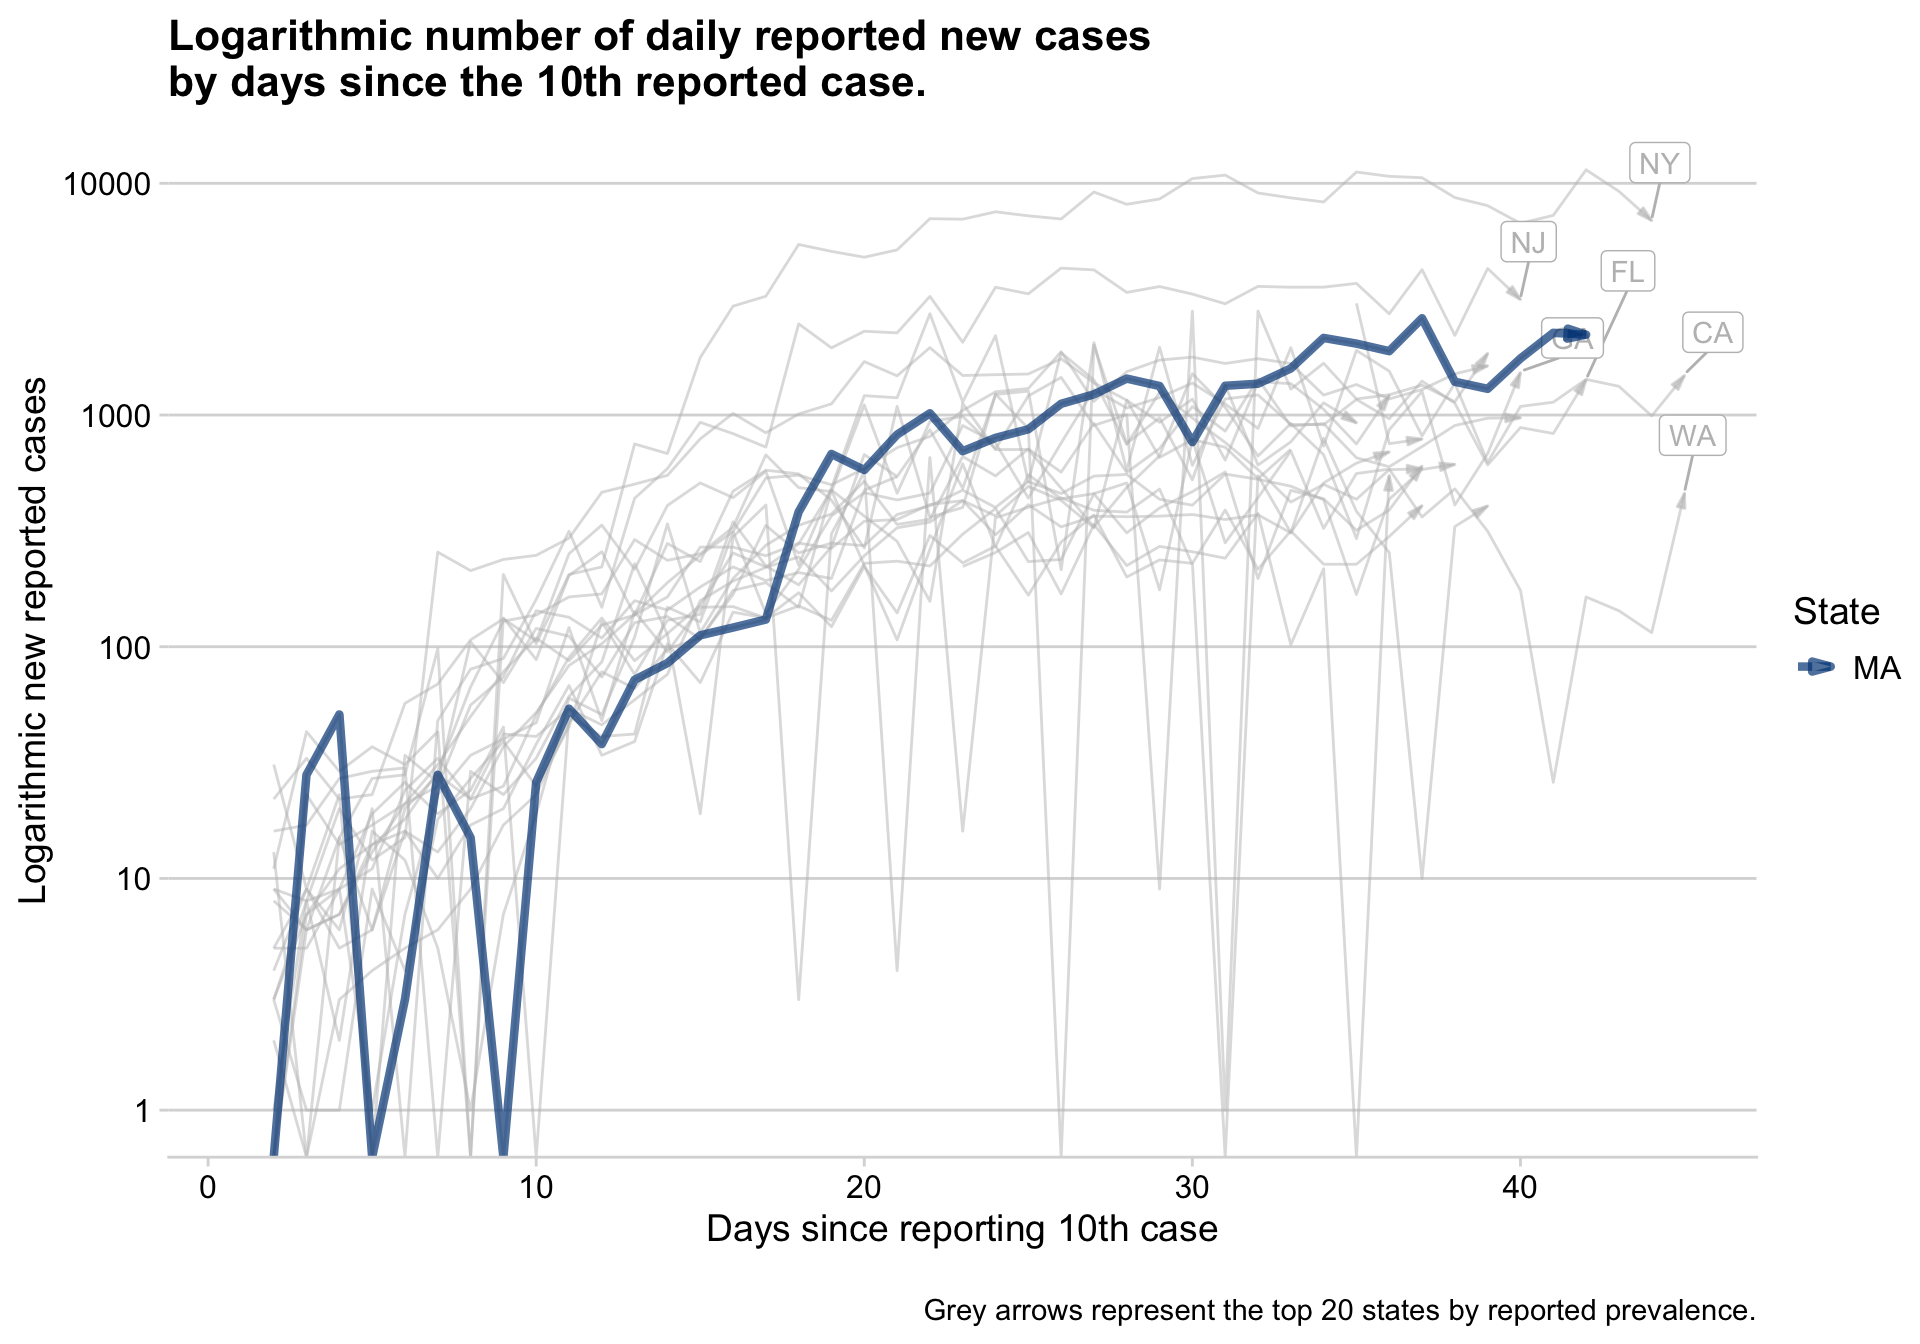 Logarithmic number of daily reported new cases
by days since the 10th reported case.
Logarithmic new reported cases
10000
1000
100
10
1
NY
NJ
FL
CA
GA
WA
State
MA
0
10
20
30
40
Days since reporting 10th case
Grey arrows represent the top 20 states by reported prevalence.